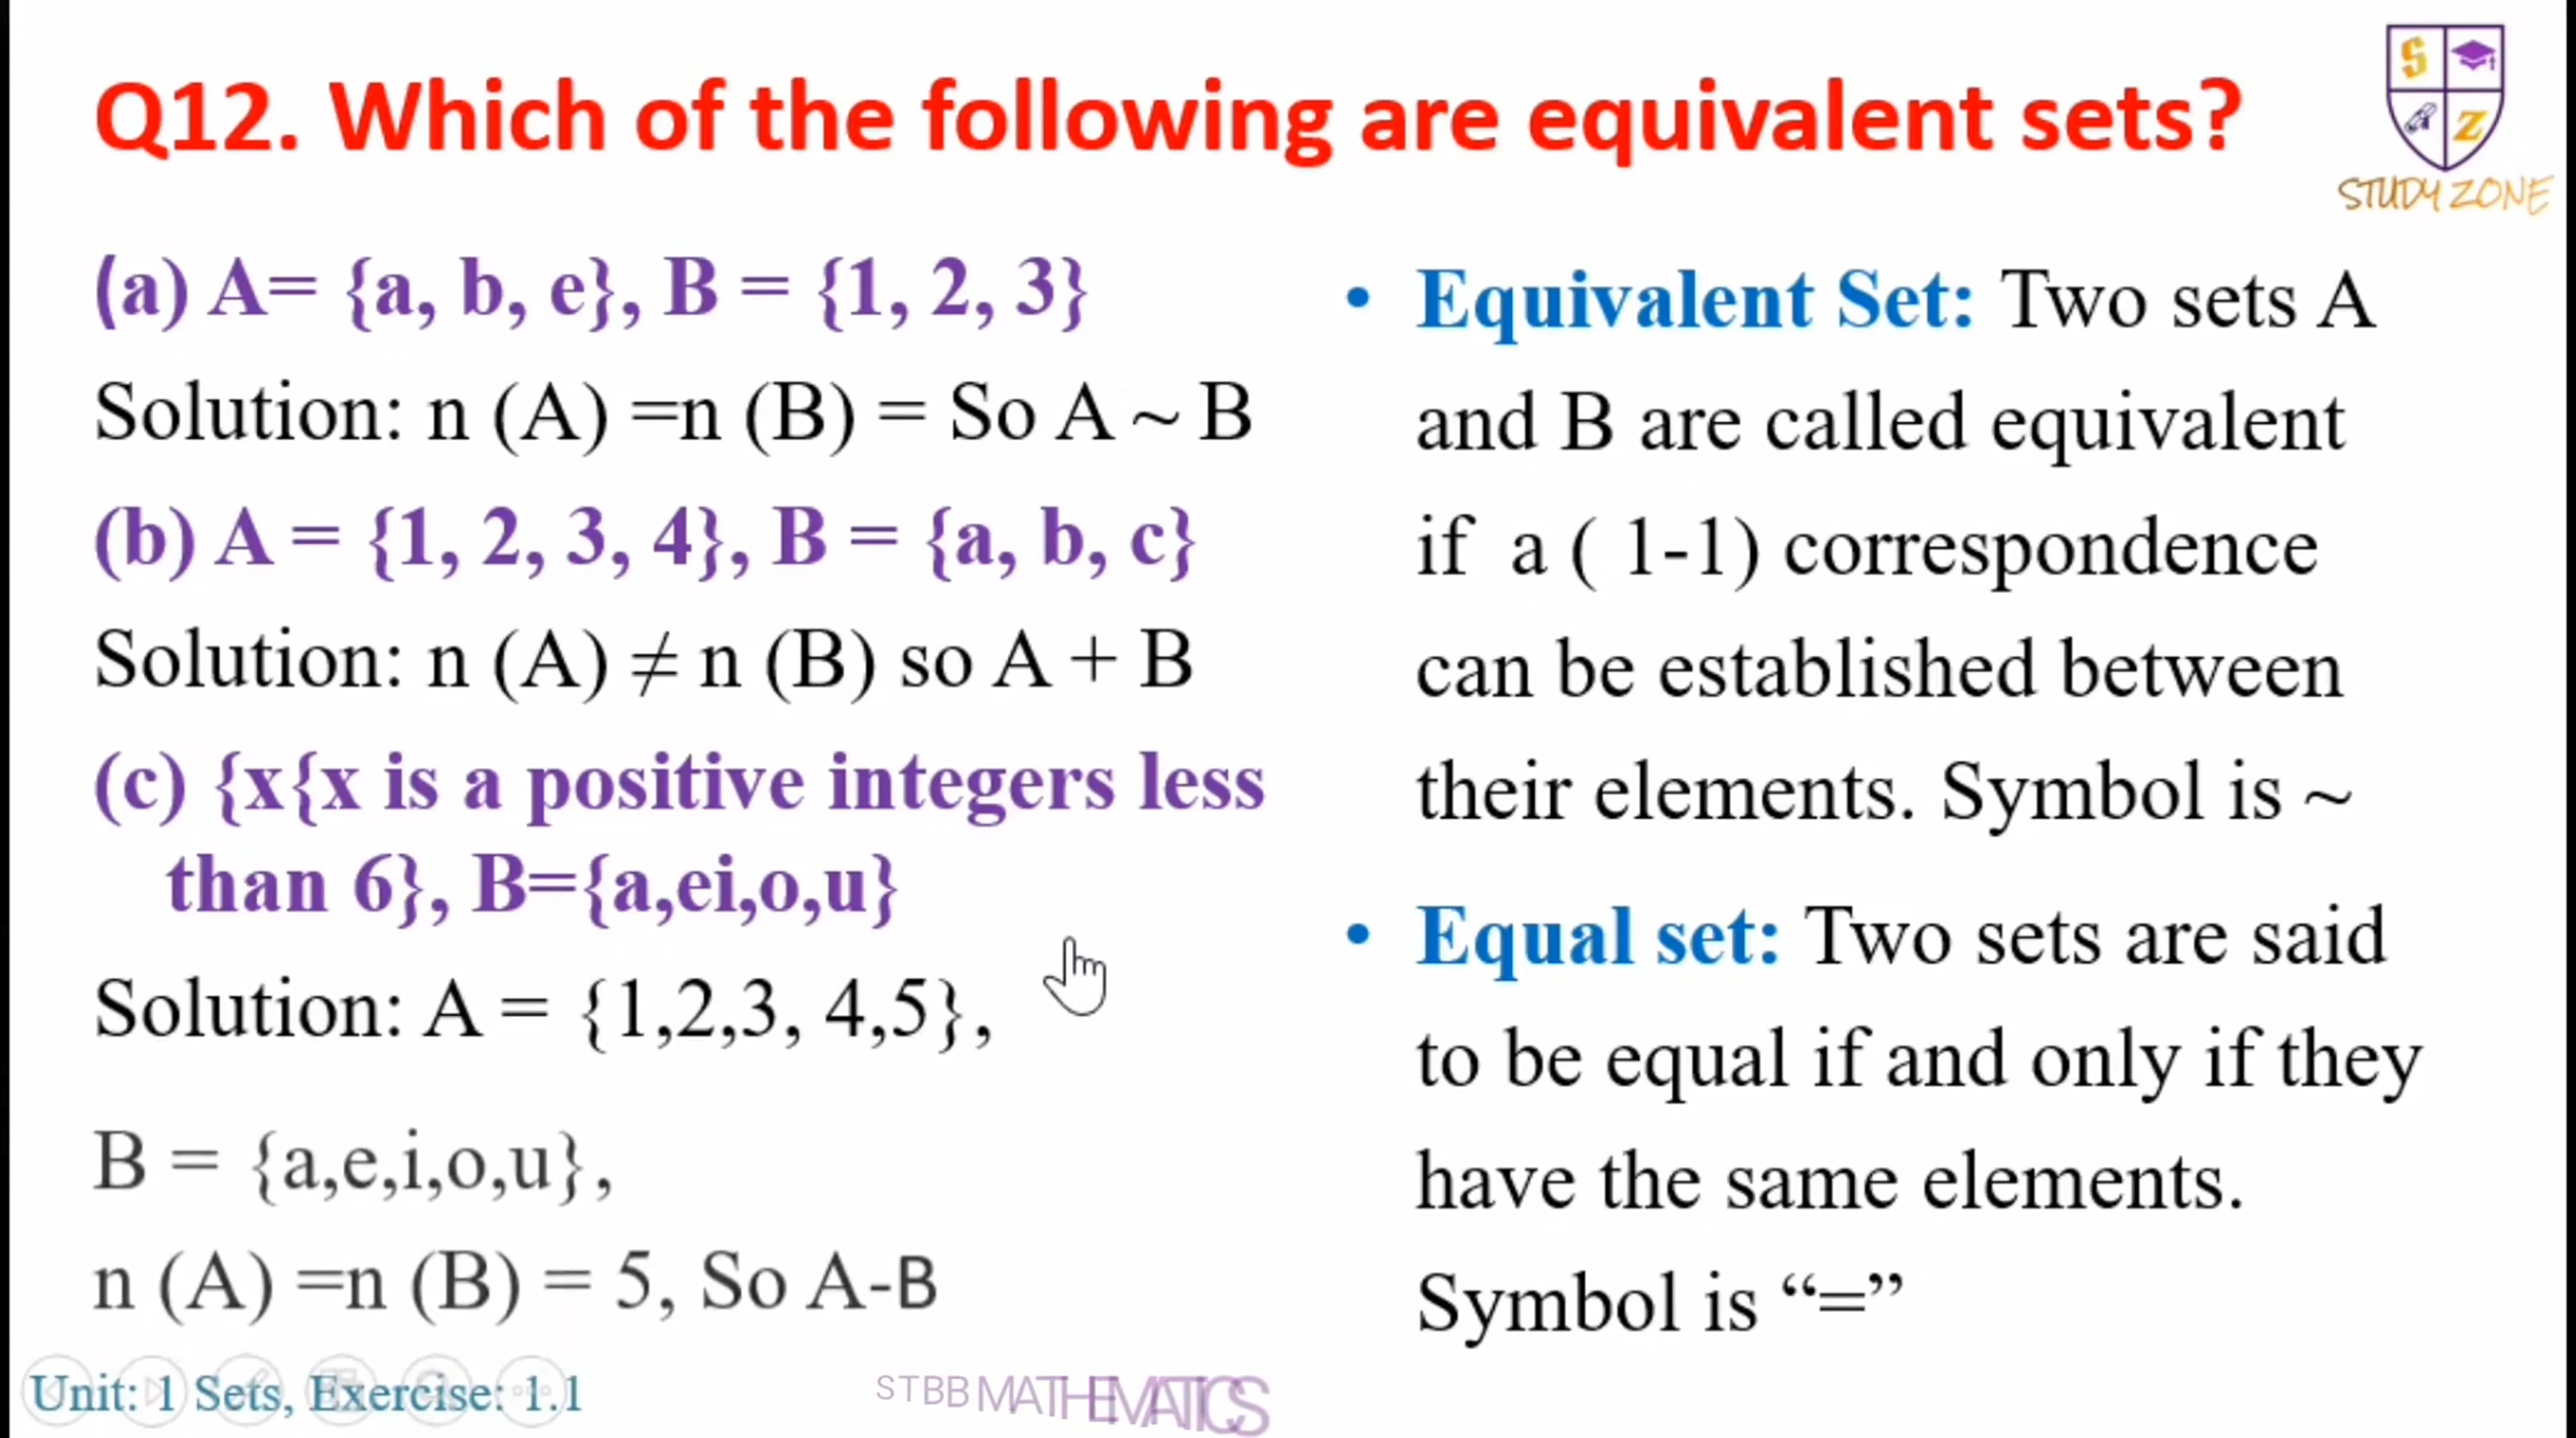 Q12. Which of the following are equivalent sets?
S
Z
STUDY ZONE
(a) A= {a, b, e}, B = {1, 2, 3}
Solution: n (A) =n (B) = So A ~ B
(b) A = {1, 2, 3, 4}, B = {a, b, c}
Solution: n (A) ≠ n (B) so A + B
(c) {x{x is a positive integers less
than 6}, B={a,ei,o,u}
Solution: A = {1,2,3, 4,5},
B = {a,e,i,o,u},
n (A) =n (B) = 5, So A-B
• Equivalent Set: Two sets A
and B are called equivalent
if a ( 1-1) correspondence
can be established between
their elements. Symbol is ~
• Equal set: Two sets are said
to be equal if and only if they
have the same elements.
Symbol is “=”
Unit: 1 Sets, Exercise: 1.1
STBB MATHEMATICS